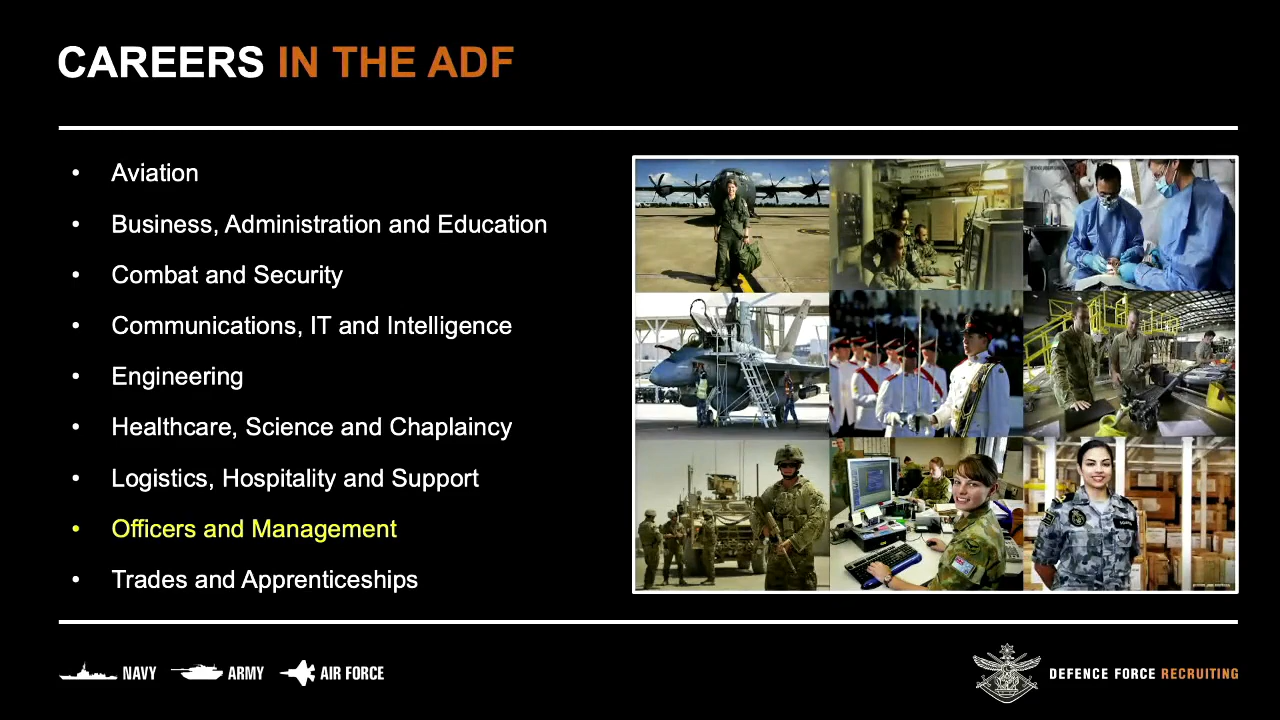 CAREERS IN THE ADF
• Aviation
• Business, Administration and Education
• Combat and Security
• Communications, IT and Intelligence
• Engineering
• Healthcare, Science and Chaplaincy
• Logistics, Hospitality and Support
• Officers and Management
• Trades and Apprenticeships
NAVY ARMY AIR FORCE
DEFENCE FORCE RECRUITING